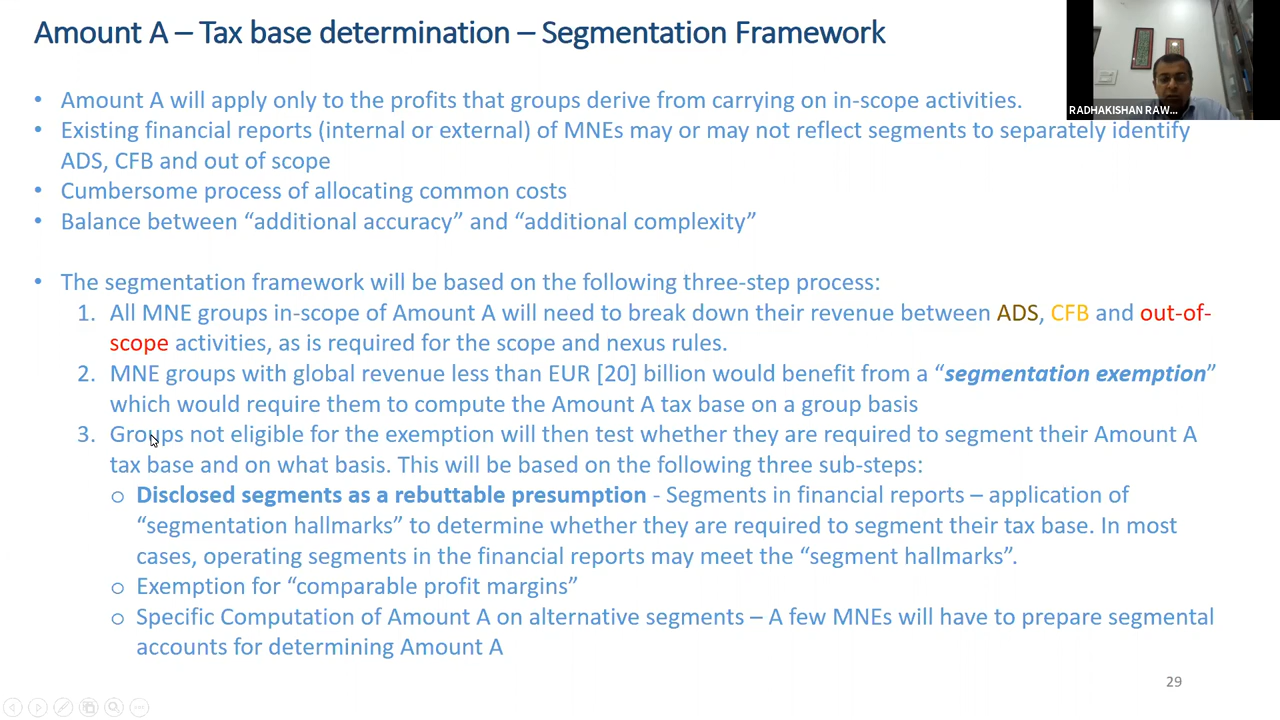 Amount A – Tax base determination – Segmentation Framework
RADHAKISHAN RAW...
• Amount A will apply only to the profits that groups derive from carrying on in-scope activities.
• Existing financial reports (internal or external) of MNEs may or may not reflect segments to separately identify
ADS, CFB and out of scope
• Cumbersome process of allocating common costs
• Balance between “additional accuracy” and “additional complexity”
• The segmentation framework will be based on the following three-step process:
1. All MNE groups in-scope of Amount A will need to break down their revenue between ADS, CFB and out-of-
scope activities, as is required for the scope and nexus rules.
2. MNE groups with global revenue less than EUR [20] billion would benefit from a “segmentation exemption”
which would require them to compute the Amount A tax base on a group basis
3. Groups not eligible for the exemption will then test whether they are required to segment their Amount A
tax base and on what basis. This will be based on the following three sub-steps:
o Disclosed segments as a rebuttable presumption - Segments in financial reports – application of
“segmentation hallmarks” to determine whether they are required to segment their tax base. In most
cases, operating segments in the financial reports may meet the “segment hallmarks”.
o Exemption for “comparable profit margins”
o Specific Computation of Amount A on alternative segments – A few MNEs will have to prepare segmental
accounts for determining Amount A
29